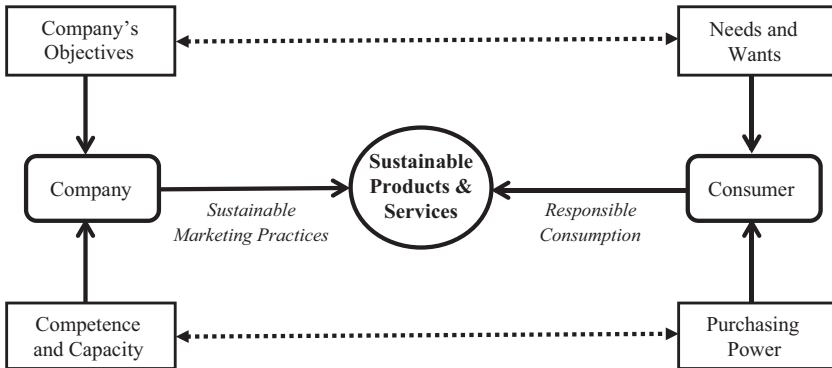 Company’s
Objectives
Needs and
Wants
Company
Sustainable
Products &
Services
Consumer
Sustainable
Marketing Practices
Responsible
Consumption
Competence
and Capacity
Purchasing
Power